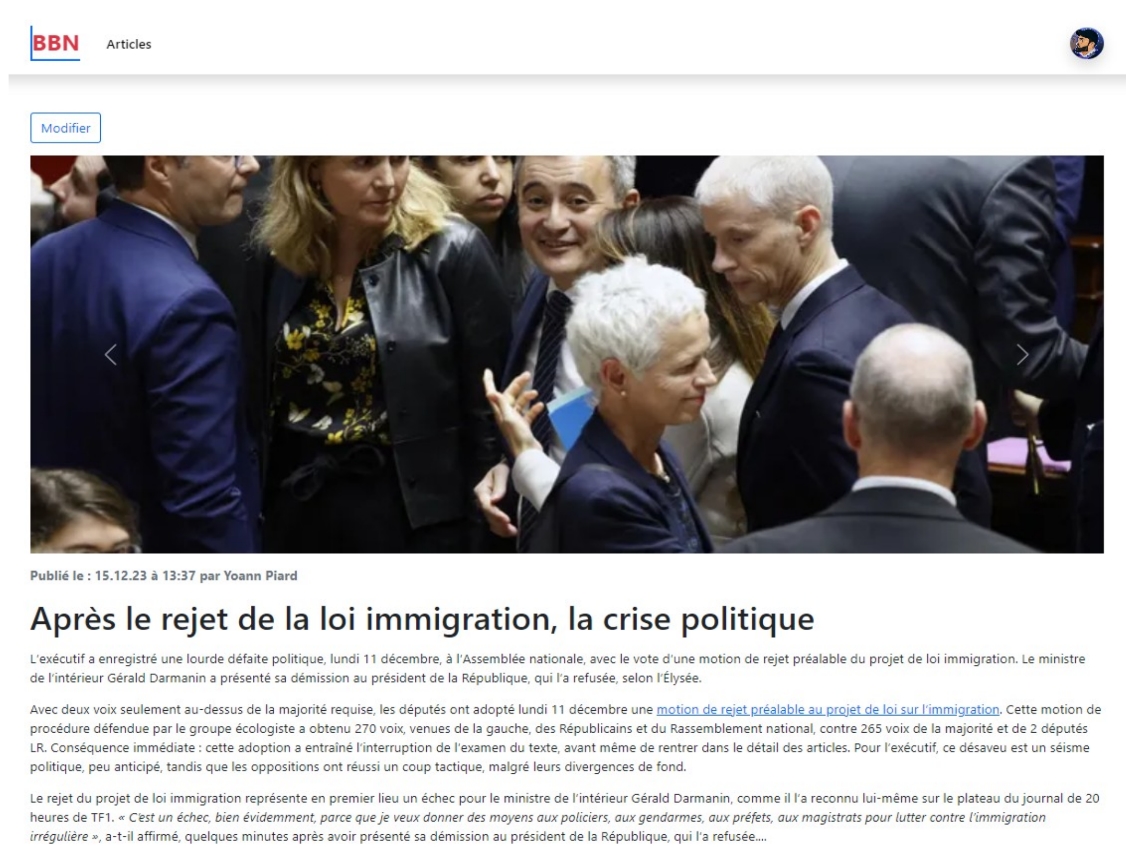 BBN Articles
Modifier
Publié le : 15.12.23 à 13:37 par Yoann Piard
Après le rejet de la loi immigration, la crise politique
L'exécutif a enregistré une lourde défaite politique, lundi 11 décembre, à l'Assemblée nationale, avec le vote d'une motion de rejet préalable du projet de loi immigration. Le ministre
de l'intérieur Gérald Darmanin a présenté sa démission au président de la République, qui l'a refusée, selon l'Élysée.
Avec deux voix seulement au-dessus de la majorité requise, les députés ont adopté lundi 11 décembre une motion de rejet préalable au projet de loi sur l'immigration. Cette motion de
procédure défendue par le groupe écologiste a obtenu 270 voix, venues de la gauche, des Républicains et du Rassemblement national, contre 265 voix de la majorité et de 2 députés
LR. Conséquence immédiate : cette adoption a entraîné l'interruption de l'examen du texte, avant même de rentrer dans le détail des articles. Pour l'exécutif, ce désaveu est un séisme
politique, peu anticipé, tandis que les oppositions ont réussi un coup tactique, malgré leurs divergences de fond.
Le rejet du projet de loi immigration représente en premier lieu un échec pour le ministre de l'intérieur Gérald Darmanin, comme il l'a reconnu lui-même sur le plateau du journal de 20
heures de TF1. « C'est un échec, bien évidemment, parce que je veux donner des moyens aux policiers, aux gendarmes, aux préfets, aux magistrats pour lutter contre l'immigration
irrégulière », a-t-il affirmé, quelques minutes après avoir présenté sa démission au président de la République, qui l'a refusée....